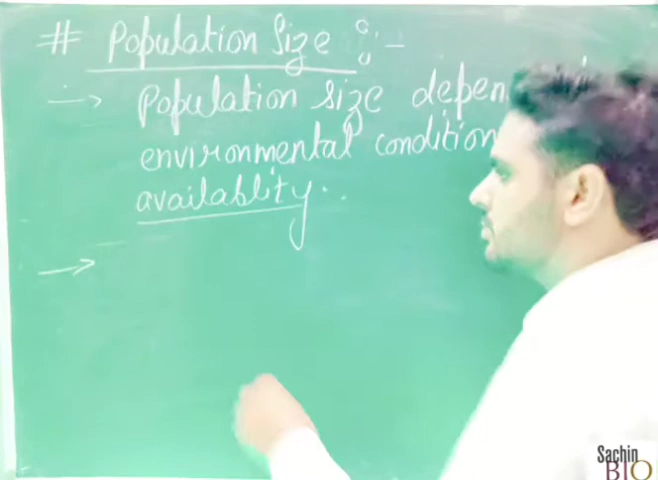 # Population Size :-
→ Population size depen
environmental condition
availablity..
→
Sachin
BIO